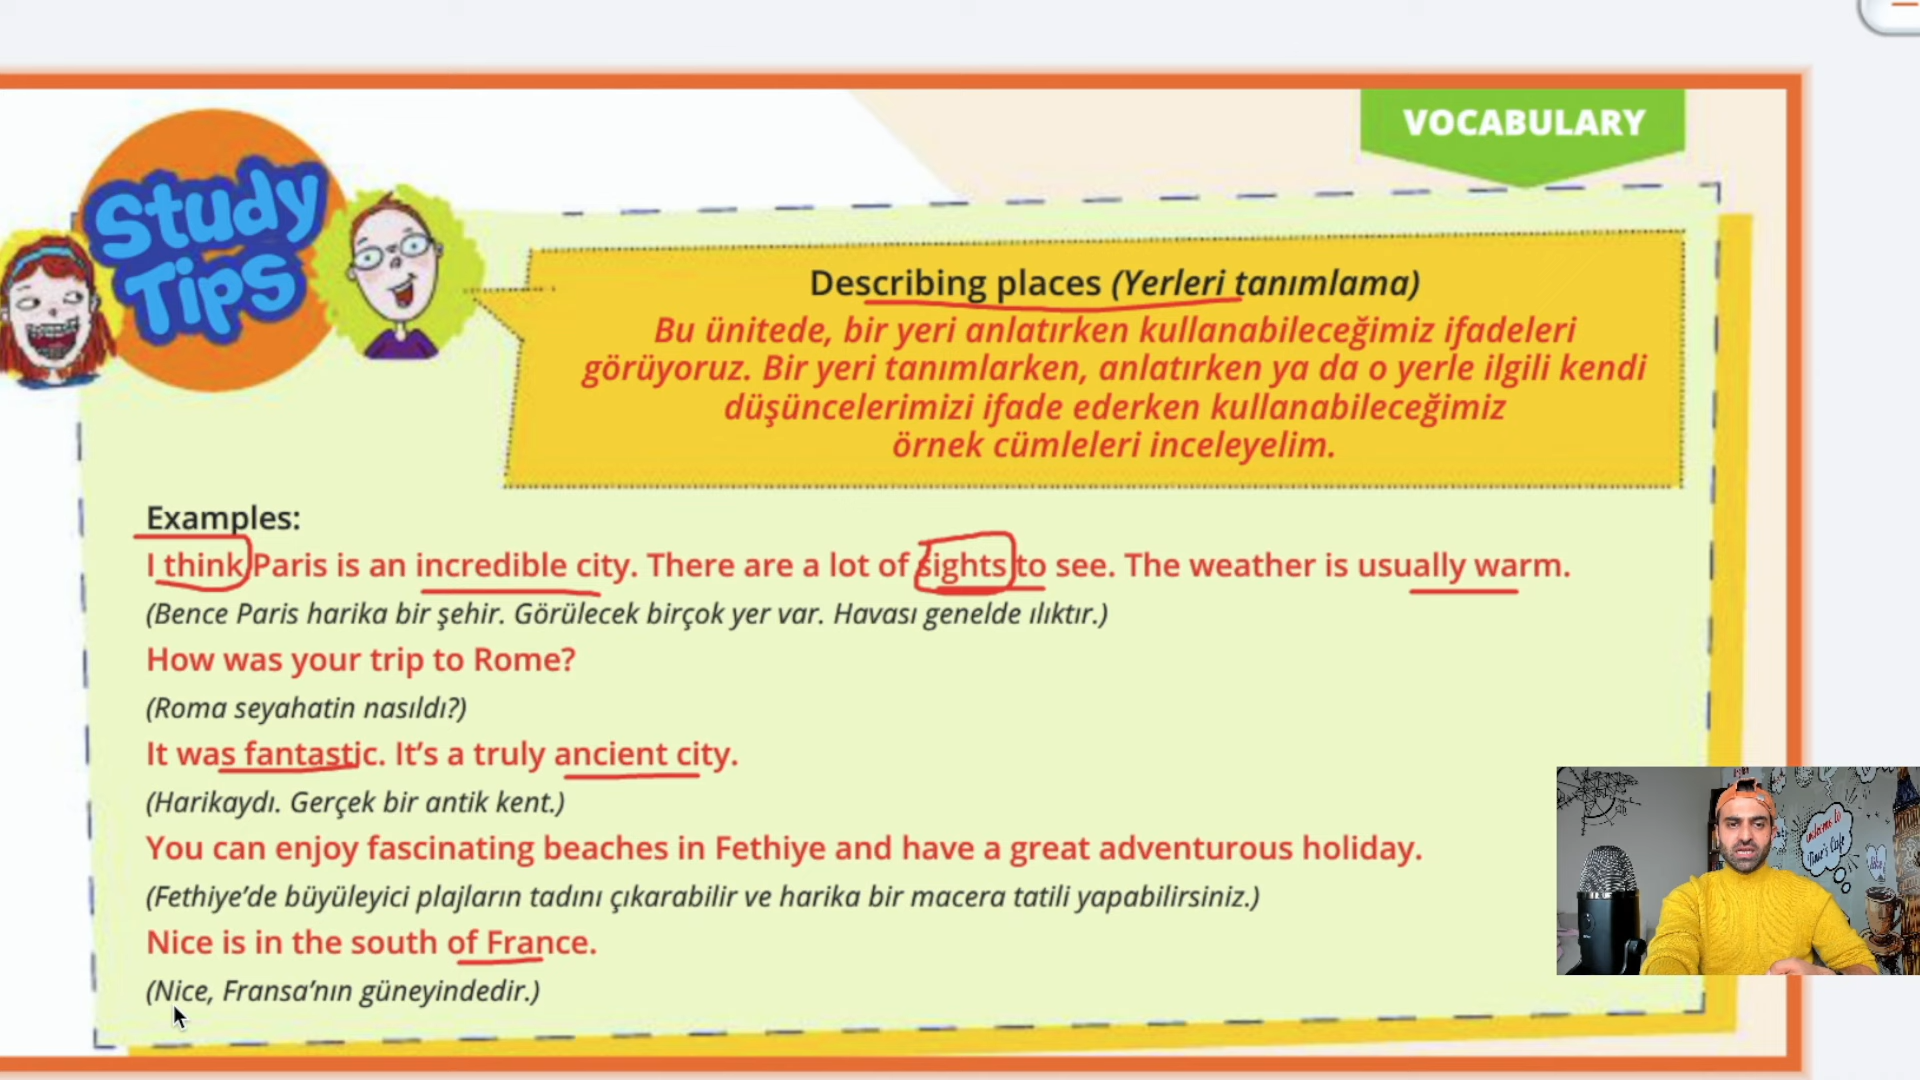 VOCABULARY
Study
Tips
Describing places (Yerleri tanımlama)
Bu ünitede, bir yeri anlatırken kullanabileceğimiz ifadeleri
görüyoruz. Bir yeri tanımlarken, anlatırken ya da o yerle ilgili kendi
düşüncelerimizi ifade ederken kullanabileceğimiz
örnek cümleleri inceleyelim.
Examples:
I think Paris is an incredible city. There are a lot of sights to see. The weather is usually warm.
(Bence Paris harika bir şehir. Görülecek birçok yer var. Havası genelde ılıktır.)
How was your trip to Rome?
(Roma seyahatin nasıldı?)
It was fantastic. It's a truly ancient city.
(Harikaydı. Gerçek bir antik kent.)
You can enjoy fascinating beaches in Fethiye and have a great adventurous holiday.
(Fethiye'de büyüleyici plajların tadını çıkarabilir ve harika bir macera tatili yapabilirsiniz.)
Nice is in the south of France.
(Nice, Fransa'nın güneyindedir.)